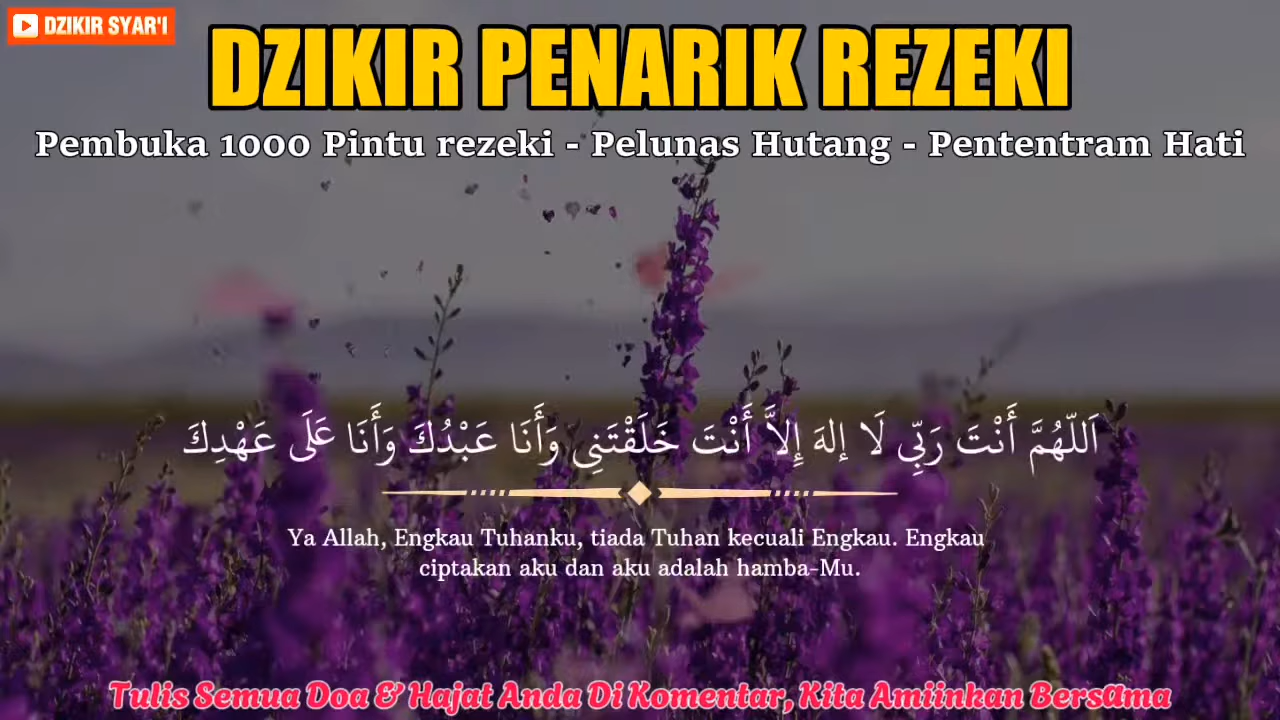 DZIKIR SYAR'I
DZIKIR PENARIK REZEKI
Pembuka 1000 Pintu rezeki - Pelunas Hutang - Pententram Hati
اَللّٰهُمَّ أَنْتَ رَبِّي لَا إلهَ إِلاَّ أَنْتَ خَلَقْتَنِي وَأَنَا عَبْدُكَ وَأَنَا عَلَى عَهْدِكَ
Ya Allah, Engkau Tuhanku, tiada Tuhan kecuali Engkau. Engkau
ciptakan aku dan aku adalah hamba-Mu.
Tulis Semua Doa & Hajat Anda Di Komentar, Kita Amiinkan Bersama